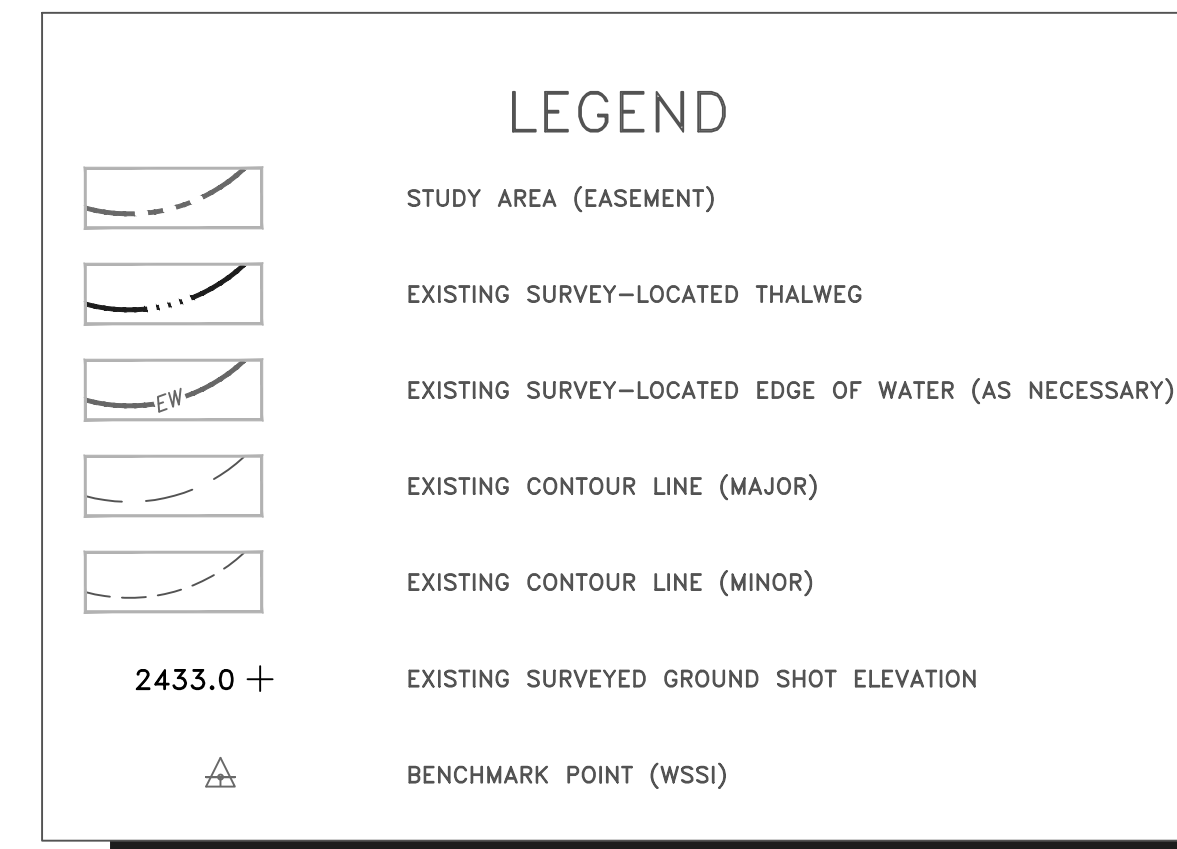 LEGEND
STUDY AREA (EASEMENT)
EXISTING SURVEY–LOCATED THALWEG
EW EXISTING SURVEY–LOCATED EDGE OF WATER (AS NECESSARY)
EXISTING CONTOUR LINE (MAJOR)
EXISTING CONTOUR LINE (MINOR)
2433.0 EXISTING SURVEYED GROUND SHOT ELEVATION
BENCHMARK POINT (WSSI)